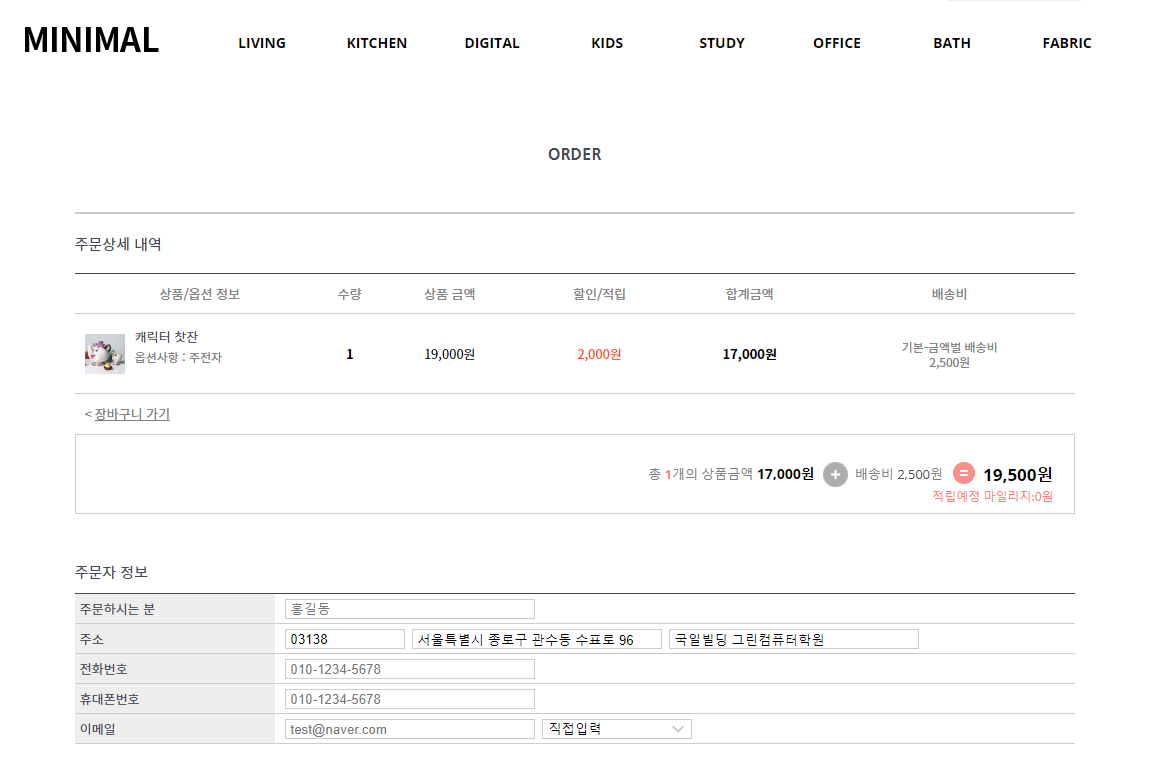 MINIMAL LIVING KITCHEN DIGITAL KIDS STUDY OFFICE BATH FABRIC
ORDER
주문상세 내역
상품/옵션 정보 수량 상품 금액 할인/적립 합계금액 배송비
캐릭터 찻잔
옵션사항 : 주전자
1 19,000원 2,000원 17,000원
기본-금액별 배송비
2,500원
< 장바구니 가기
총 1개의 상품금액 17,000원 + 배송비 2,500원 = 19,500원
적립예정 마일리지:0원
주문자 정보
주문하시는 분 홍길동
주소 03138 서울특별시 종로구 관수동 수표로 96 국일빌딩 그린컴퓨터학원
전화번호 010-1234-5678
휴대폰번호 010-1234-5678
이메일 test@naver.com 직접입력